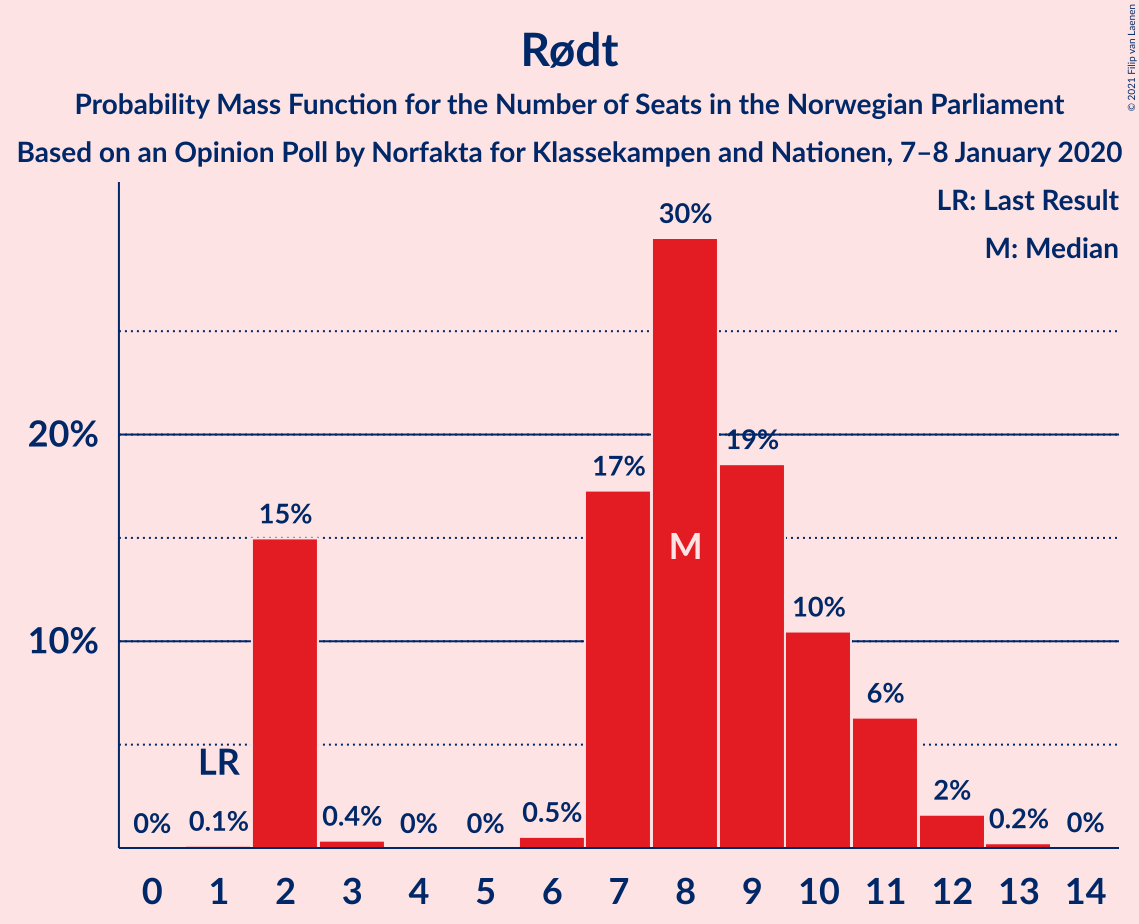 Rødt
Probability Mass Function for the Number of Seats in the Norwegian Parliament
Based on an Opinion Poll by Norfakta for Klassekampen and Nationen, 7–8 January 2020
© 2021 Filip van Laenen
LR: Last Result
M: Median
30%
20%
19%
17%
15%
M
10%
10%
6%
LR
2%
0%
0.1%
0.4%
0%
0%
0.5%
0.2%
0%
0 1 2 3 4 5 6 7 8 9 10 11 12 13 14